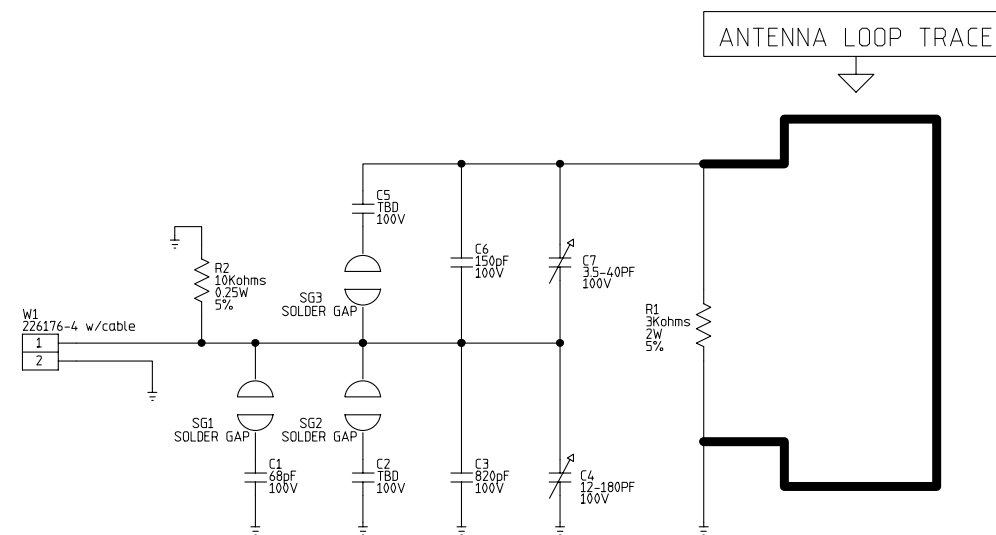 ANTENNA LOOP TRACE
C5
TBD
100V
C6
150pF
100V
C7
3.5-40PF
100V
R2
10Kohms
0.25W
5%
SG3
SOLDER GAP
W1
226176-4 w/cable
1
2
R1
3Kohms
2W
5%
SG1
SOLDER GAP
SG2
SOLDER GAP
C1
68pF
100V
C2
TBD
100V
C3
820pF
100V
C4
12-180PF
100V